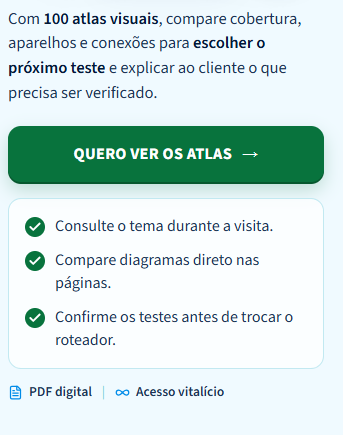 Com 100 atlas visuais, compare cobertura,
aparelhos e conexões para escolher o
próximo teste e explicar ao cliente o que
precisa ser verificado.
QUERO VER OS ATLAS →
Consulte o tema durante a visita.
Compare diagramas direto nas
páginas.
Confirme os testes antes de trocar o
roteador.
PDF digital | Acesso vitalício